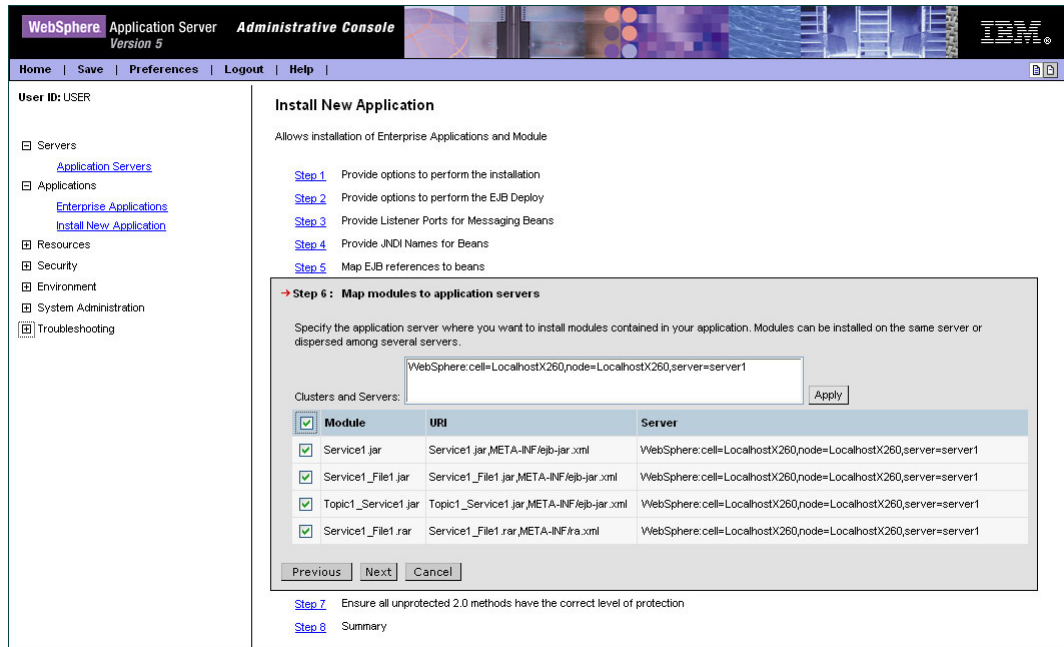 WebSphere Application Server Administrative Console
Version 5
IBM®
Home | Save | Preferences | Logout | Help |
User ID: USER
Servers
Application Servers
Applications
Enterprise Applications
Install New Application
Resources
Security
Environment
System Administration
Troubleshooting
Install New Application
Allows installation of Enterprise Applications and Module
Step 1 Provide options to perform the installation
Step 2 Provide options to perform the EJB Deploy
Step 3 Provide Listener Ports for Messaging Beans
Step 4 Provide JNDI Names for Beans
Step 5 Map EJB references to beans
→ Step 6 : Map modules to application servers
Specify the application server where you want to install modules contained in your application. Modules can be installed on the same server or
dispersed among several servers.
WebSphere:cell=LocalhostX260,node=LocalhostX260,server=server1
Clusters and Servers: Apply
Module URI Server
Service1.jar Service1.jar,META-INF/ejb-jar.xml WebSphere:cell=LocalhostX260,node=LocalhostX260,server=server1
Service1_File1.jar Service1_File1.jar,META-INF/ejb-jar.xml WebSphere:cell=LocalhostX260,node=LocalhostX260,server=server1
Topic1_Service1.jar Topic1_Service1.jar,META-INF/ejb-jar.xml WebSphere:cell=LocalhostX260,node=LocalhostX260,server=server1
Service1_File1.rar Service1_File1.rar,META-INF/ra.xml WebSphere:cell=LocalhostX260,node=LocalhostX260,server=server1
Previous Next Cancel
Step 7 Ensure all unprotected 2.0 methods have the correct level of protection
Step 8 Summary